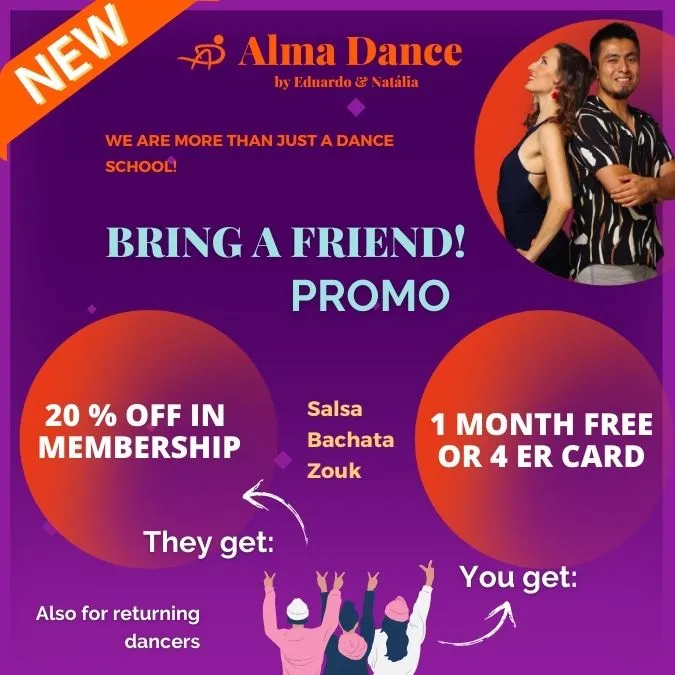 NEW
Alma Dance
by Eduardo & Natália
WE ARE MORE THAN JUST A DANCE
SCHOOL!
BRING A FRIEND!
PROMO
20 % OFF IN
MEMBERSHIP
Salsa
Bachata
Zouk
1 MONTH FREE
OR 4 ER CARD
They get:
You get:
Also for returning
dancers